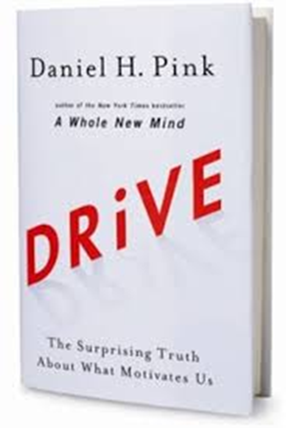 Daniel H. Pink
author of the New York Times bestseller
A Whole New Mind
DRiVE
The Surprising Truth
About What Motivates Us